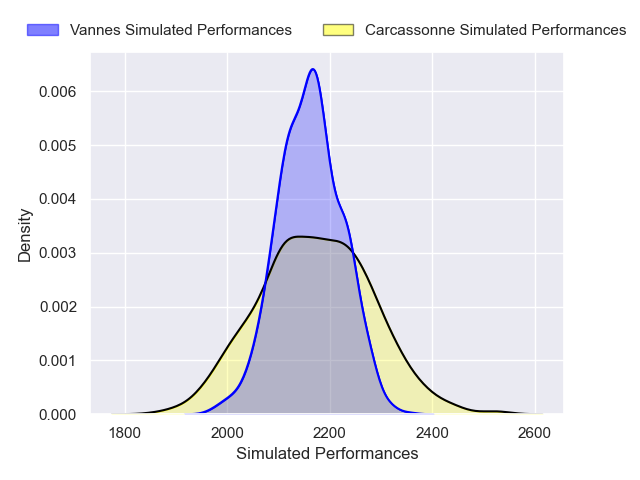 Vannes Simulated Performances Carcassonne Simulated Performances
0.006
0.005
0.004
0.003
0.002
0.001
0.000
Density
1800 2000 2200 2400 2600
Simulated Performances